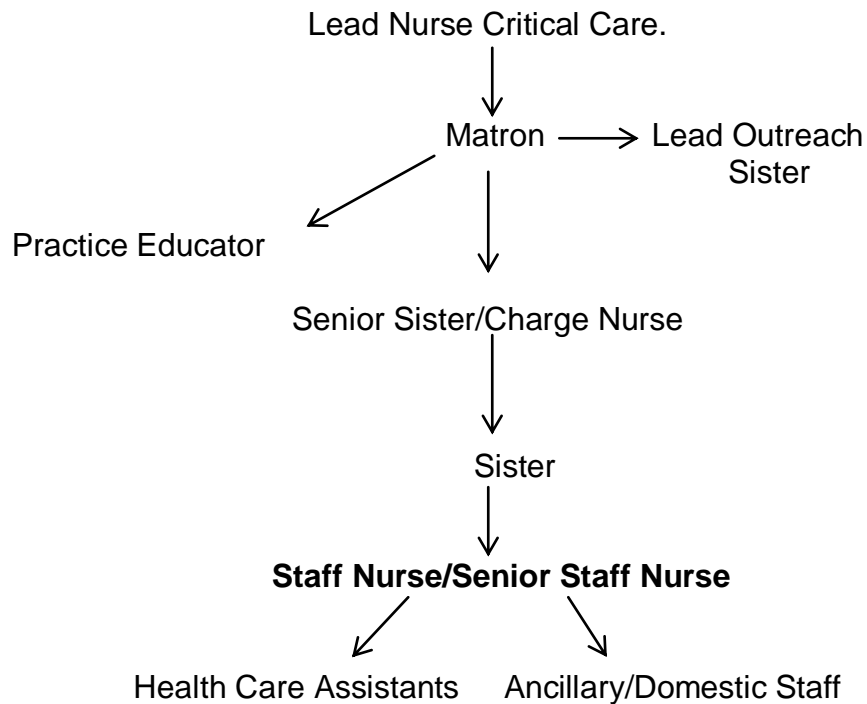 Lead Nurse Critical Care.
Matron
Lead Outreach
Sister
Practice Educator
Senior Sister/Charge Nurse
Sister
Staff Nurse/Senior Staff Nurse
Health Care Assistants
Ancillary/Domestic Staff